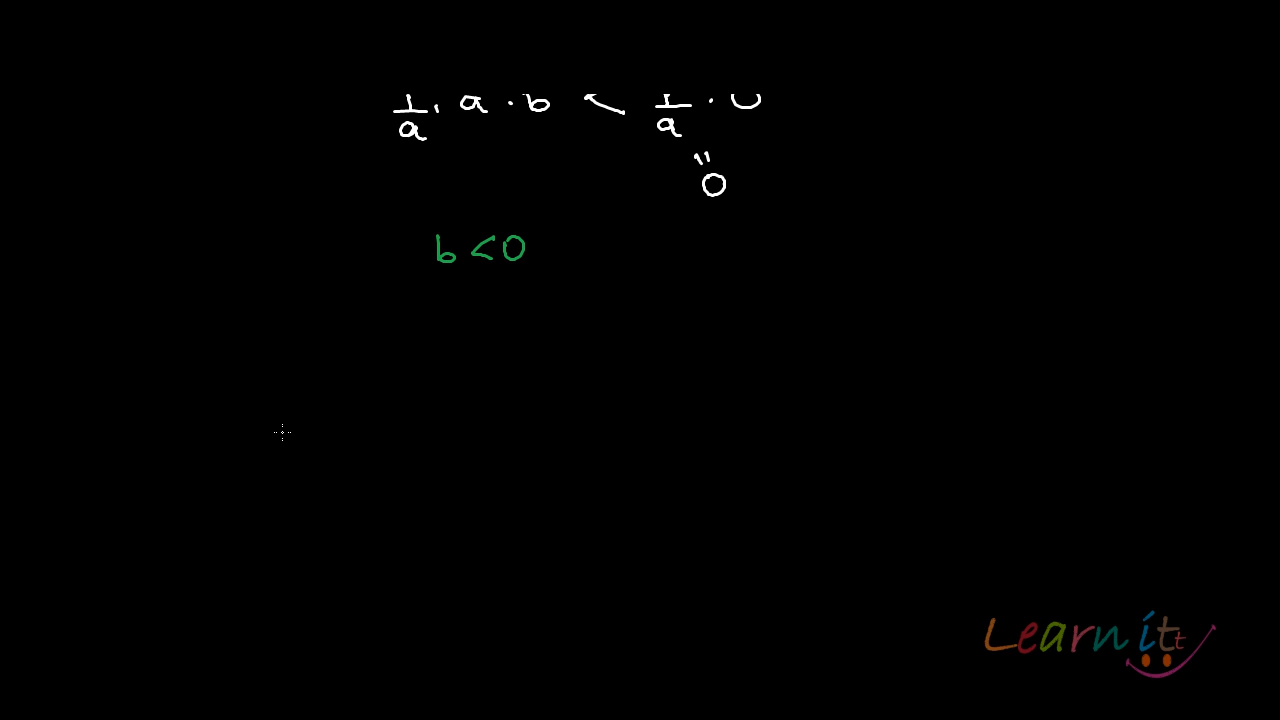 1/a · a · b < 1/a · 0
"
0
b < 0
Learnitt